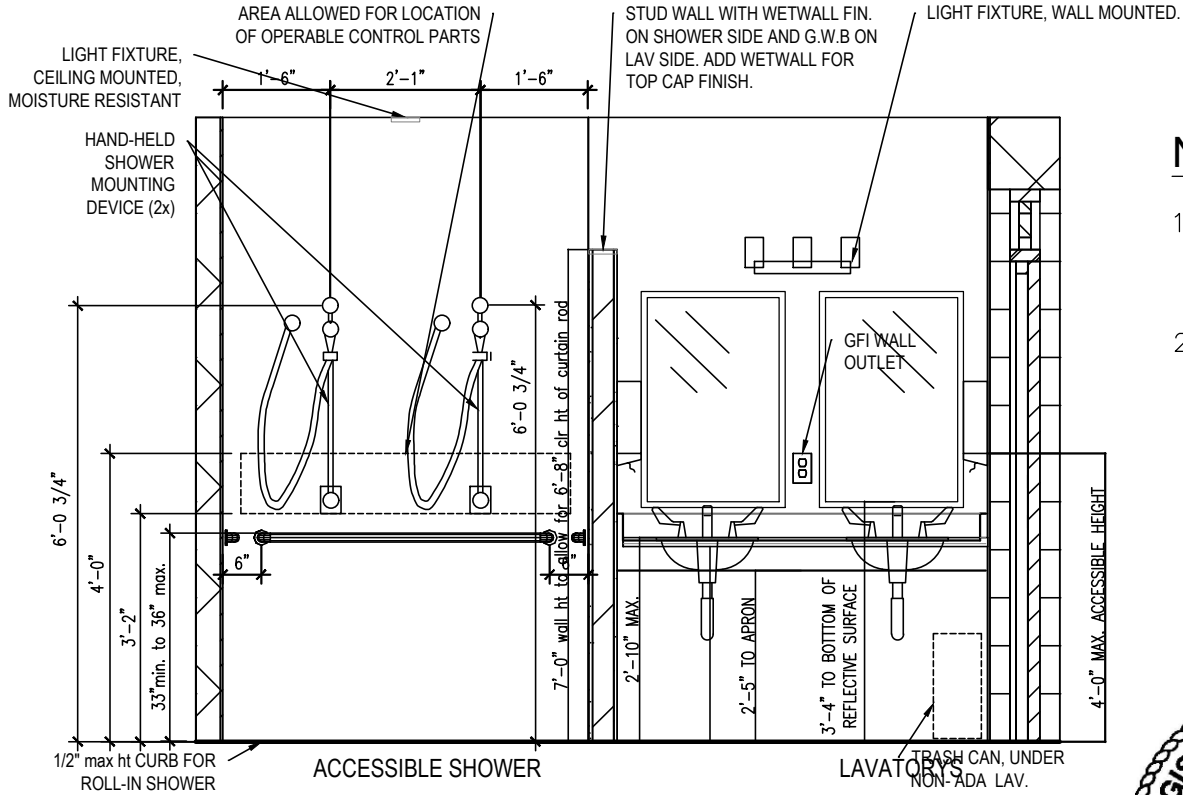 AREA ALLOWED FOR LOCATION
OF OPERABLE CONTROL PARTS
STUD WALL WITH WETWALL FIN.
ON SHOWER SIDE AND G.W.B ON
LAV SIDE. ADD WETWALL FOR
TOP CAP FINISH.
LIGHT FIXTURE, WALL MOUNTED.
LIGHT FIXTURE,
CEILING MOUNTED,
MOISTURE RESISTANT
1'-6"
2'-1"
1'-6"
HAND-HELD
SHOWER
MOUNTING
DEVICE (2x)
N
1
2
GFI WALL
OUTLET
6'-0 3/4"
4'-0"
3'-2"
33"min. to 36" max.
6"
6'-0 3/4"
7'-0" wall ht to allow for 6'-8" clr ht of curtain rod
6"
2'-10" MAX.
2'-5" TO APRON
3'-4" TO BOTTOM OF
REFLECTIVE SURFACE
4'-0" MAX. ACCESSIBLE HEIGHT
1/2" max ht CURB FOR
ROLL-IN SHOWER
ACCESSIBLE SHOWER
LAVATORYS
TRASH CAN, UNDER
NON-ADA LAV.
GIS